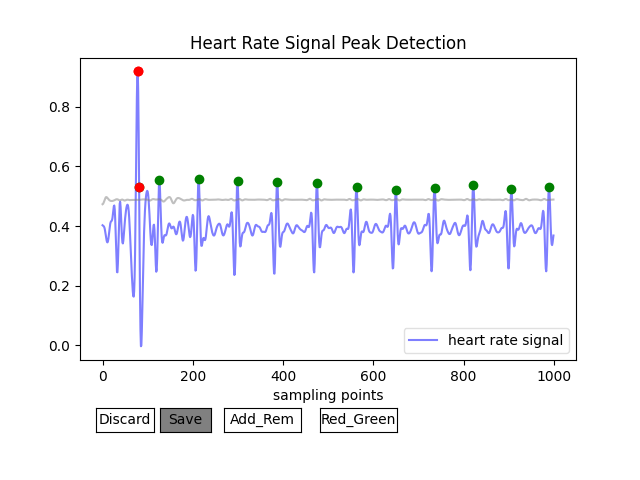 Heart Rate Signal Peak Detection
0.8
0.6
0.4
0.2
0.0
heart rate signal
0 200 400 600 800 1000
sampling points
Discard Save Add_Rem Red_Green